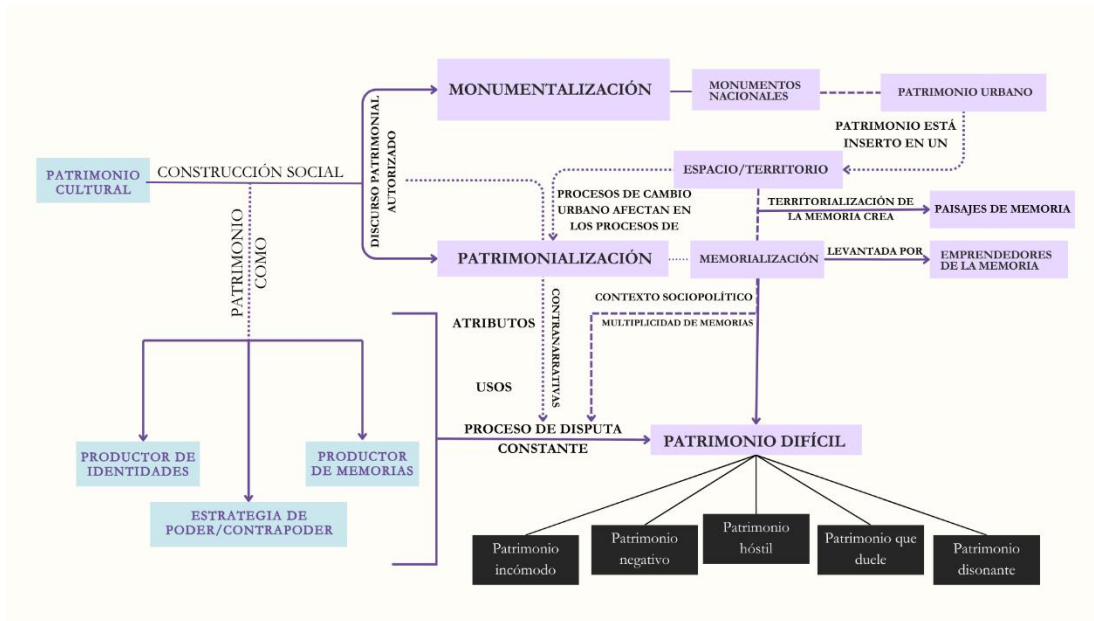 MONUMENTALIZACIÓN
MONUMENTOS
NACIONALES
PATRIMONIO URBANO
PATRIMONIO ESTÁ
INSERTO EN UN
DISCURSO PATRIMONIAL
AUTORIZADO
PATRIMONIO
CULTURAL
CONSTRUCCIÓN SOCIAL
ESPACIO/TERRITORIO
PROCESOS DE CAMBIO
URBANO AFECTAN EN
LOS PROCESOS DE
TERRITORIALIZACIÓN DE
LA MEMORIA CREA
PAISAJES DE MEMORIA
PATRIMONIO
COMO
PATRIMONIALIZACIÓN
MEMORIALIZACIÓN
LEVANTADA POR
EMPRENDEDORES
DE LA MEMORIA
CONTEXTO SOCIOPOLÍTICO
MULTIPLICIDAD DE MEMORIAS
ATRIBUTOS
CONTRANARRATIVAS
USOS
PROCESO DE DISPUTA
CONSTANTE
PATRIMONIO DIFÍCIL
PRODUCTOR DE
IDENTIDADES
PRODUCTOR
DE MEMORIAS
ESTRATEGIA DE
PODER/CONTRAPODER
Patrimonio
incómodo
Patrimonio
negativo
Patrimonio
hóstil
Patrimonio que
duele
Patrimonio
disonante